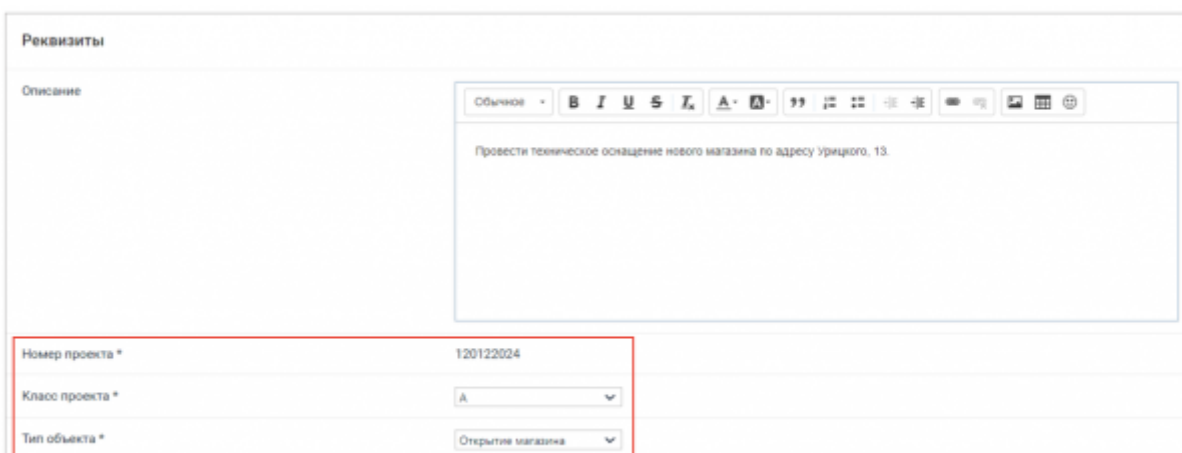 Реквизиты
Описание
Обычное
Провести техническое оснащение нового магазина по адресу Урицкого, 13.
Номер проекта * 120122024
Класс проекта * A
Тип объекта * Открытие магазина